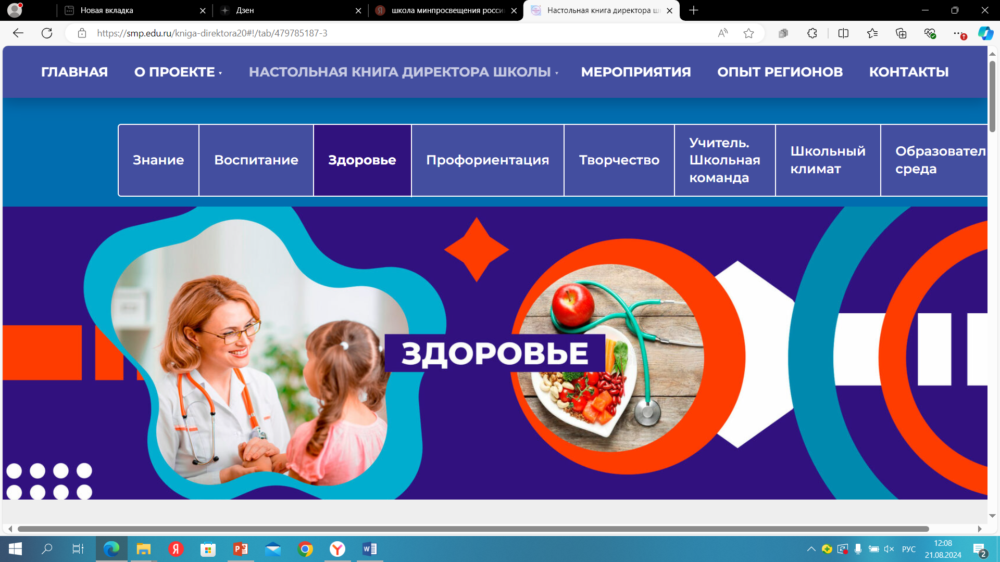 Новая вкладка
Дзен
школа минпросвещения росси
Настольная книга директора ш
https://smp.edu.ru/kniga-direktora20#!/tab/479785187-3
ГЛАВНАЯ
О ПРОЕКТЕ
НАСТОЛЬНАЯ КНИГА ДИРЕКТОРА ШКОЛЫ
МЕРОПРИЯТИЯ
ОПЫТ РЕГИОНОВ
КОНТАКТЫ
Знание
Воспитание
Здоровье
Профориентация
Творчество
Учитель.
Школьная
команда
Школьный
климат
Образовател
среда
ЗДОРОВЬЕ
РУС
12:08
21.08.2024
2